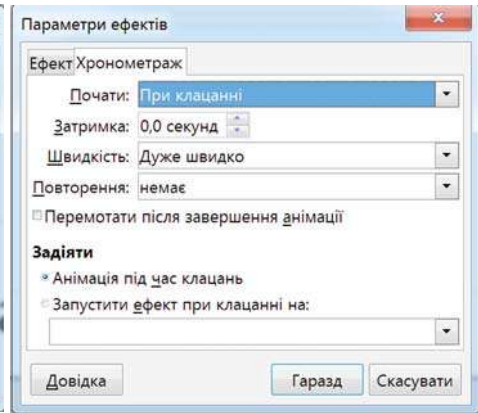 Параметри ефектів
Ефект Хронометраж
Почати: При клацанні
Затримка: 0,0 секунд
Швидкість: Дуже швидко
Повторення: немає
Перемотати після завершення анімації
Задіяти
Анімація під час клацань
Запустити ефект при клацанні на:
Довідка Гаразд Скасувати